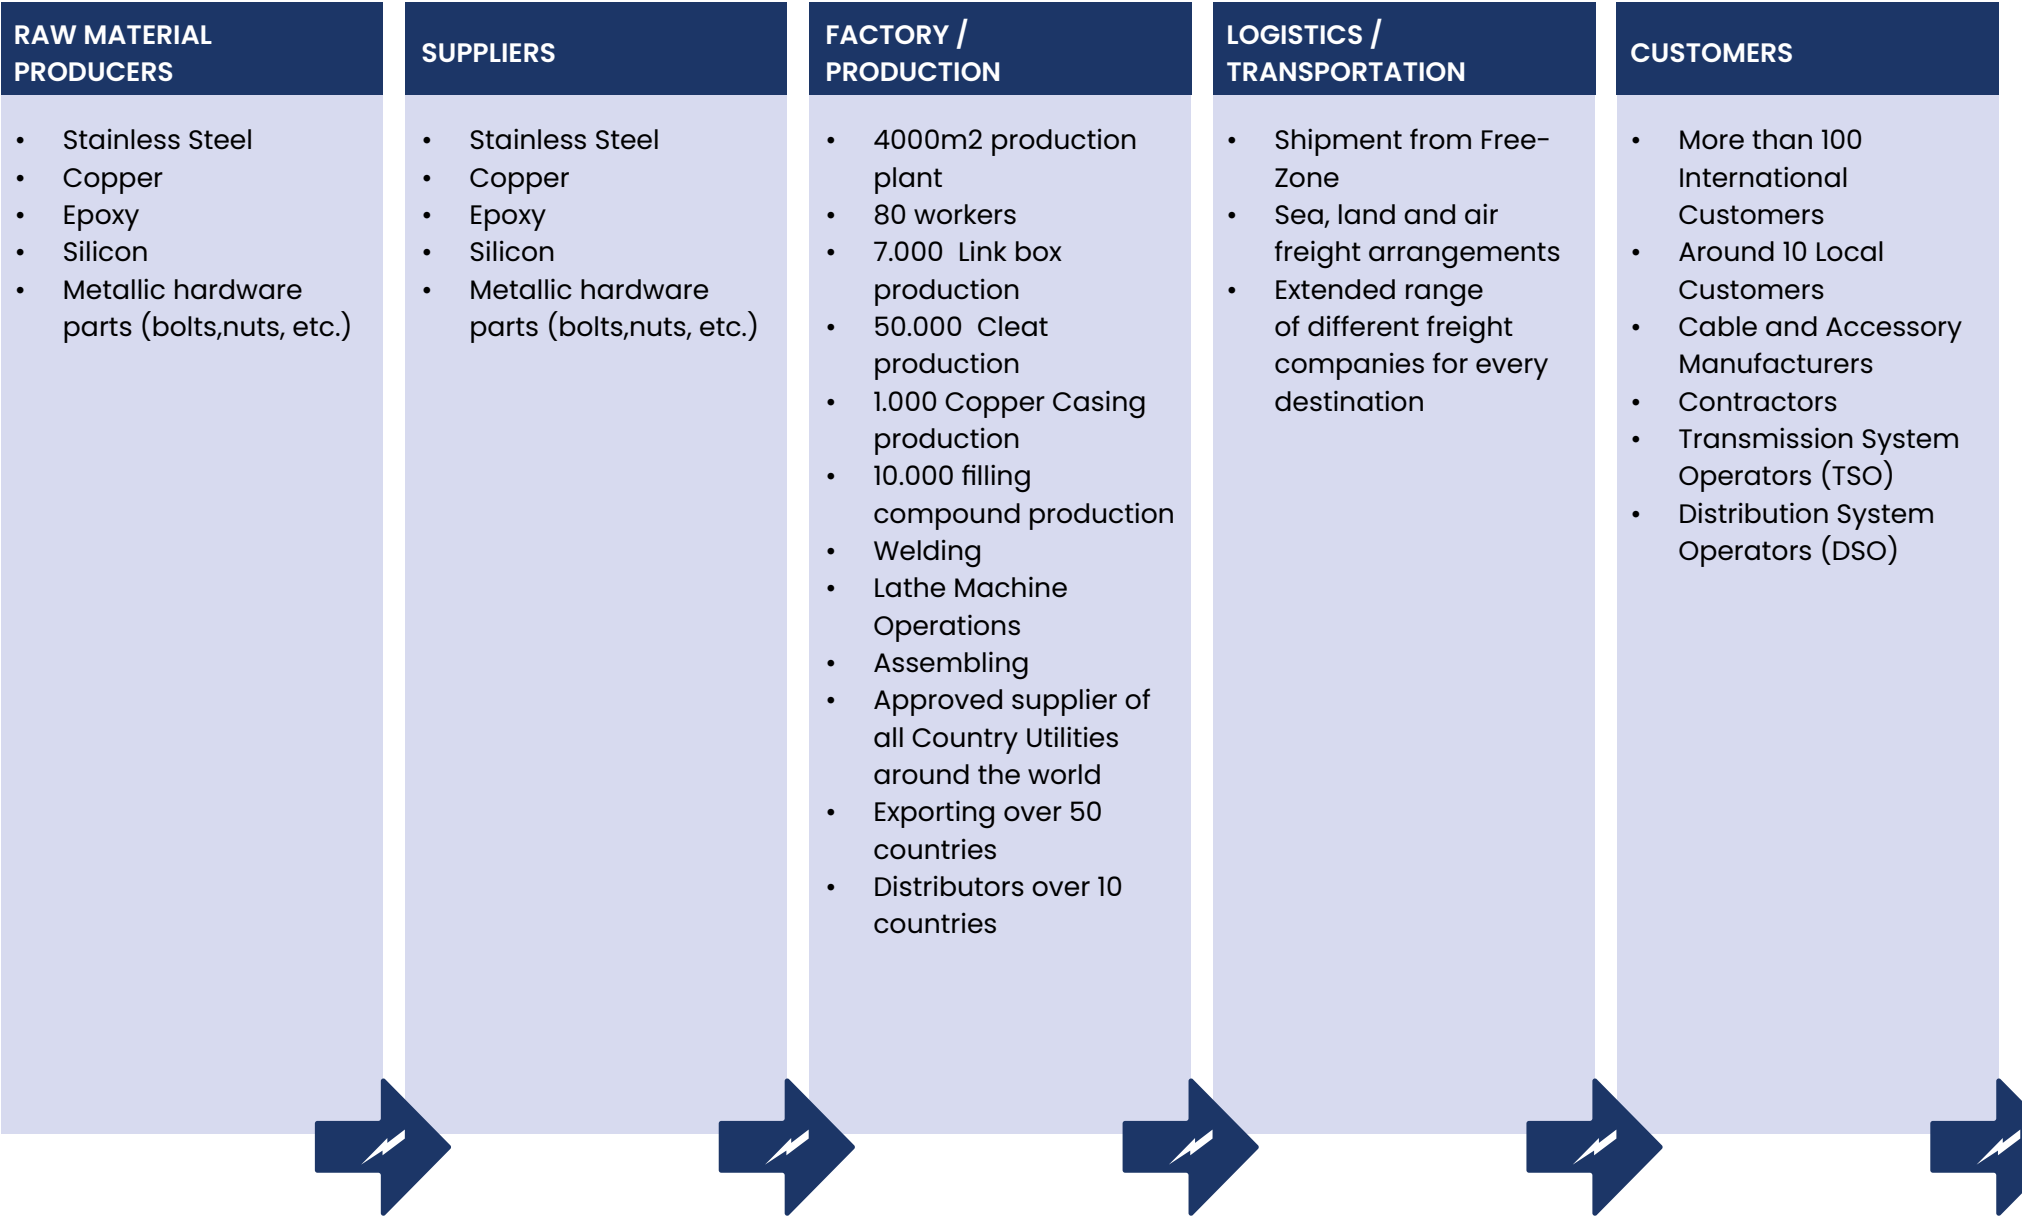 RAW MATERIAL
PRODUCERS
• Stainless Steel
• Copper
• Epoxy
• Silicon
• Metallic hardware
parts (bolts,nuts, etc.)
SUPPLIERS
• Stainless Steel
• Copper
• Epoxy
• Silicon
• Metallic hardware
parts (bolts,nuts, etc.)
FACTORY /
PRODUCTION
• 4000m2 production
plant
• 80 workers
• 7.000  Link box
production
• 50.000  Cleat
production
• 1.000 Copper Casing
production
• 10.000 filling
compound production
• Welding
• Lathe Machine
Operations
• Assembling
• Approved supplier of
all Country Utilities
around the world
• Exporting over 50
countries
• Distributors over 10
countries
LOGISTICS /
TRANSPORTATION
• Shipment from Free-
Zone
• Sea, land and air
freight arrangements
• Extended range
of different freight
companies for every
destination
CUSTOMERS
• More than 100
International
Customers
• Around 10 Local
Customers
• Cable and Accessory
Manufacturers
• Contractors
• Transmission System
Operators (TSO)
• Distribution System
Operators (DSO)